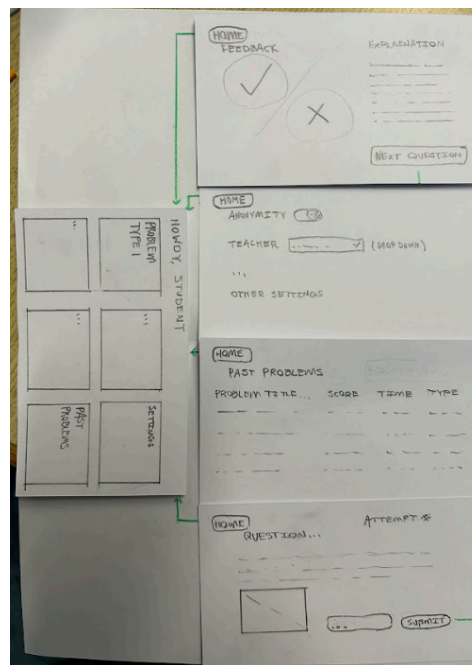 HOME
FEEDBACK
EXPLAINATION
NEXT QUESTION
HOME
ANONYMITY
TEACHER (DROP DOWN)
...
OTHER SETTINGS
HOME
PAST PROBLEMS
PROBLEM TITLE... SCORE TIME TYPE
HOME
ATTEMPT #
QUESTION...
... SUBMIT
HOWDY, STUDENT
PROBLEM TYPE 1
...
SETTINGS
...
...
PAST PROBLEMS